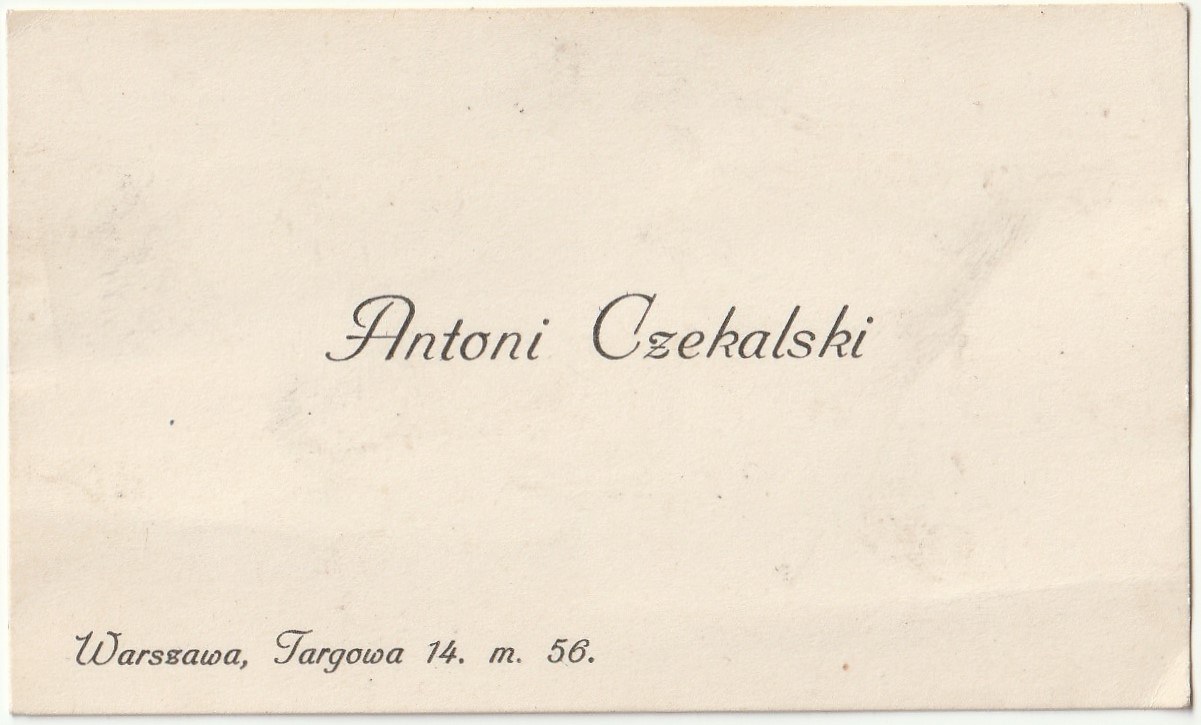 Antoni Czekalski
Warszawa, Targowa 14. m. 56.